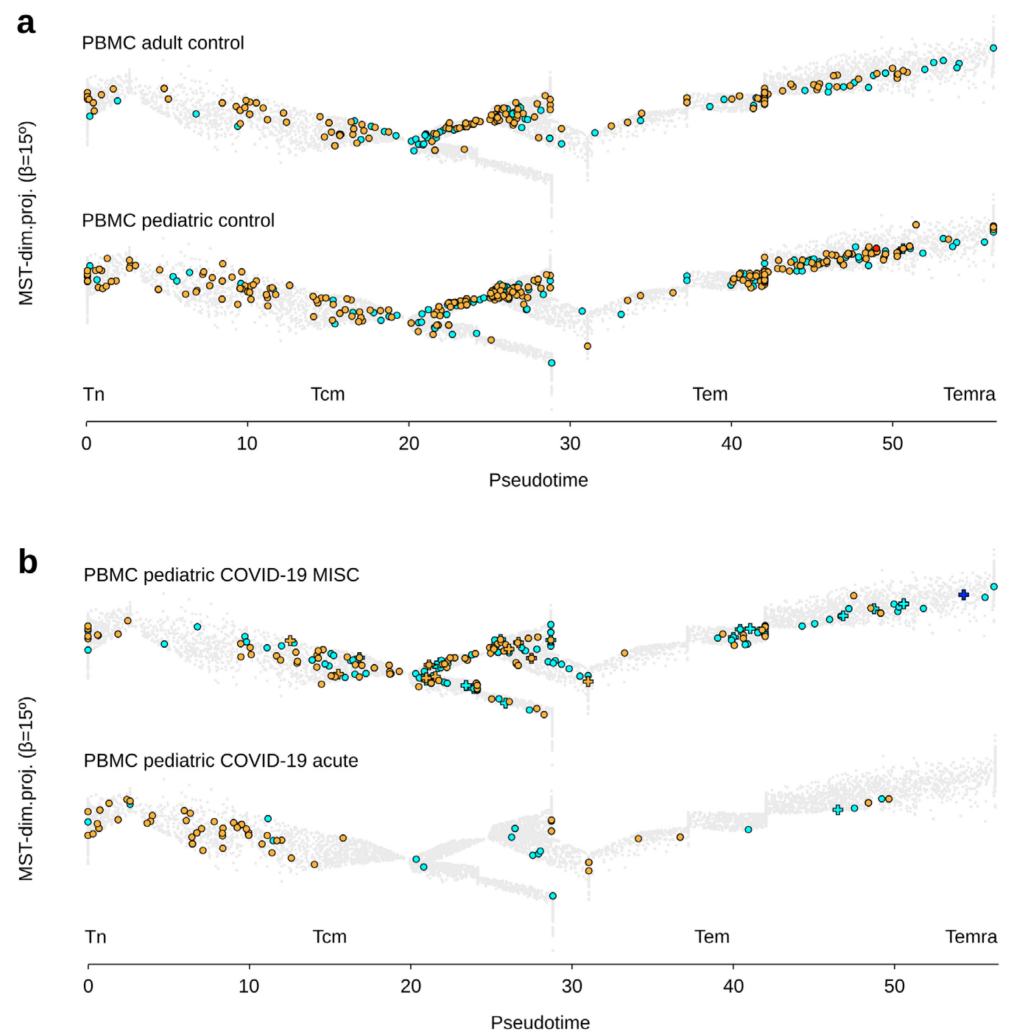 a
PBMC adult control
PBMC pediatric control
MST-dim.proj. (β=15º)
Tn Tcm Tem Temra
0 10 20 30 40 50
Pseudotime
b
PBMC pediatric COVID-19 MISC
PBMC pediatric COVID-19 acute
MST-dim.proj. (β=15º)
Tn Tcm Tem Temra
0 10 20 30 40 50
Pseudotime